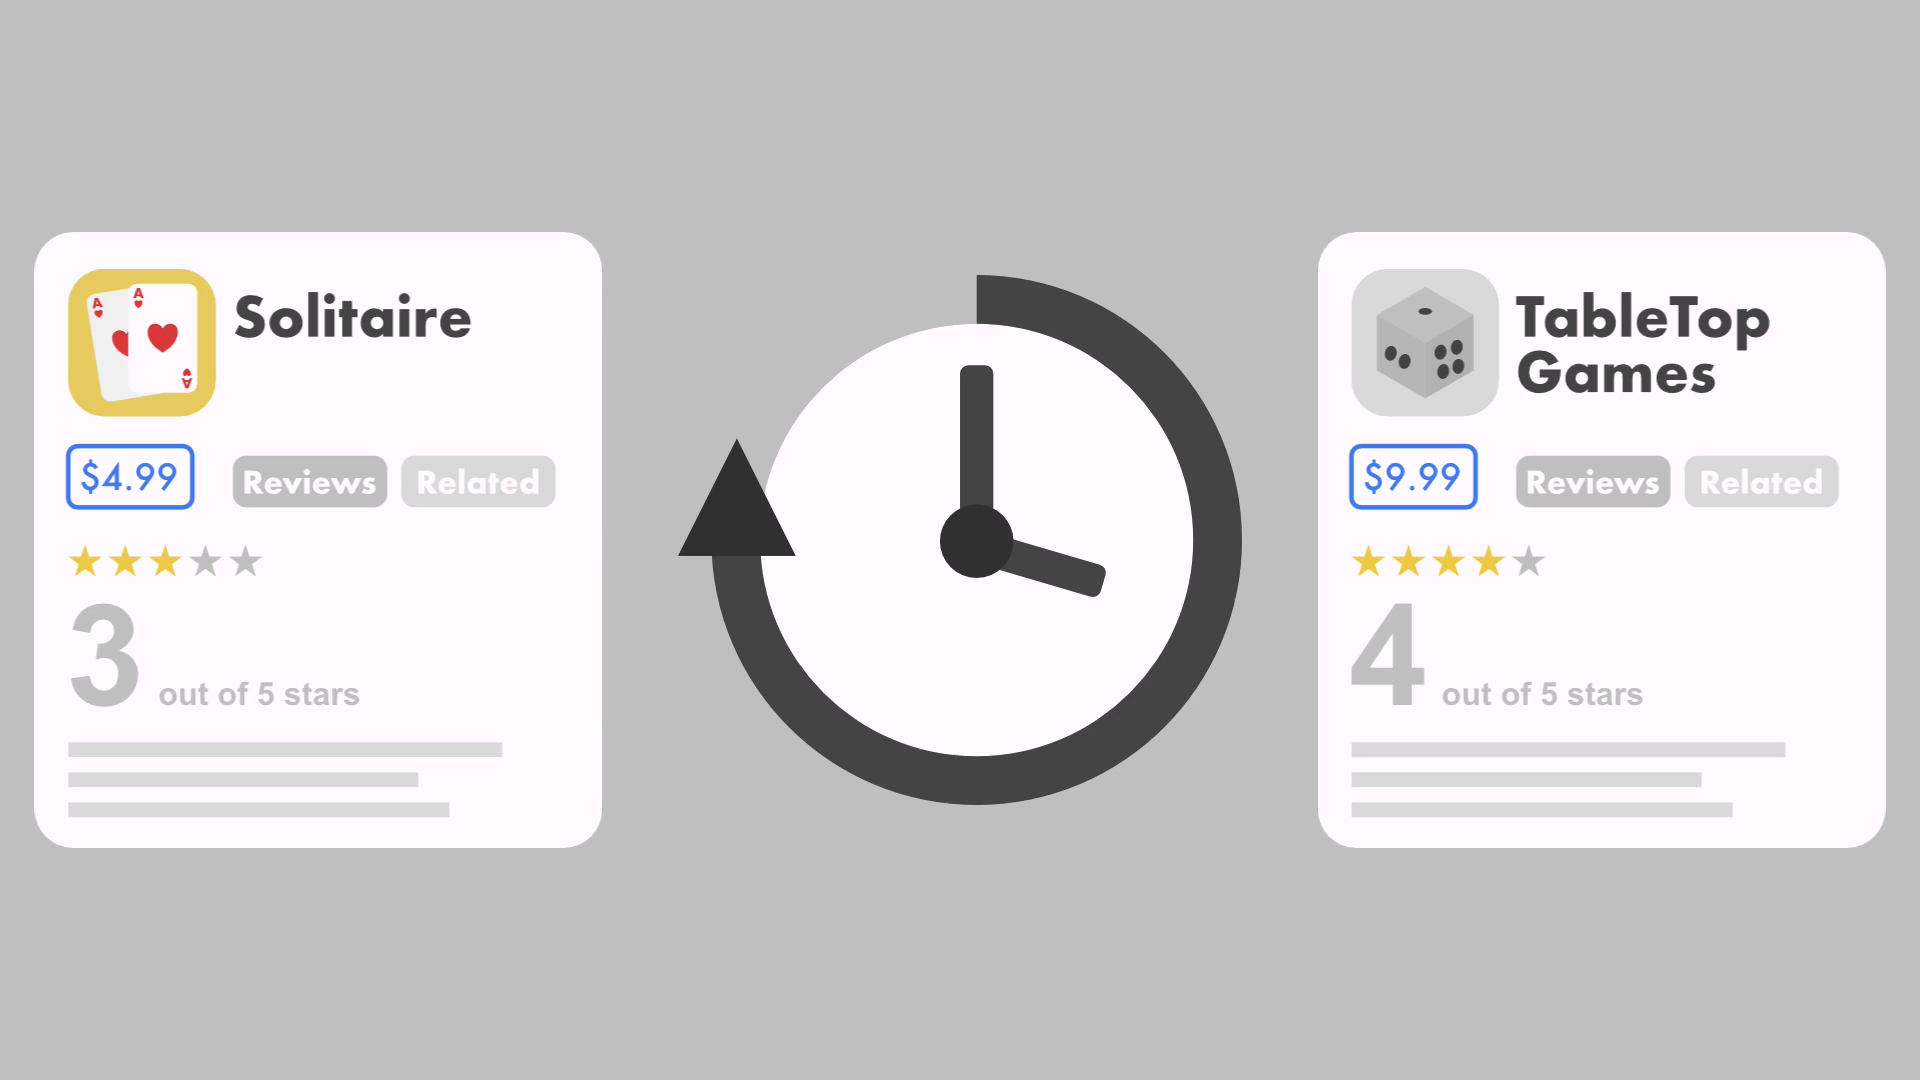 A
A
A
Solitaire
$4.99
Reviews
Related
3 out of 5 stars
TableTop
Games
$9.99
Reviews
Related
4 out of 5 stars